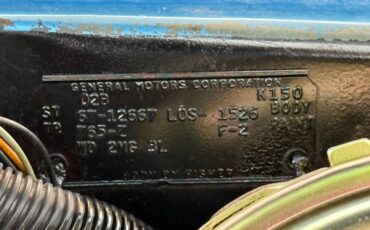 GENERAL MOTORS CORPORATION
02B K150
ST 67-12667 LOS- 1526 BODY
TR 765-Z F-2
WD 2MG BL
BODY BY FISHER